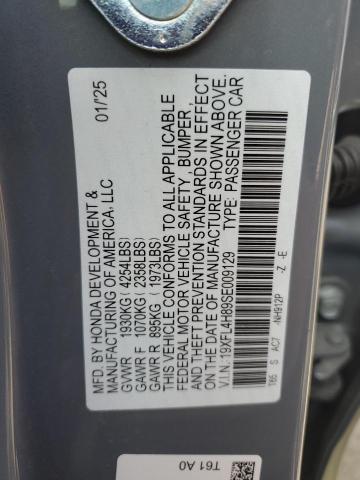 MFD. BY HONDA DEVELOPMENT & 01/'25
MANUFACTURING OF AMERICA, LLC
GVWR 1930KG (4254LBS)
GAWR F 1070KG (2358LBS)
GAWR R 895KG (1973LBS)
THIS VEHICLE CONFORMS TO ALL APPLICABLE
FEDERAL MOTOR VEHICLE SAFETY, BUMPER,
AND THEFT PREVENTION STANDARDS IN EFFECT
ON THE DATE OF MANUFACTURE SHOWN ABOVE.
V.I.N.:19XFL4H89SE009129 TYPE: PASSENGER CAR
T65 S AC7 -NH912P -Z -E
T61 A0